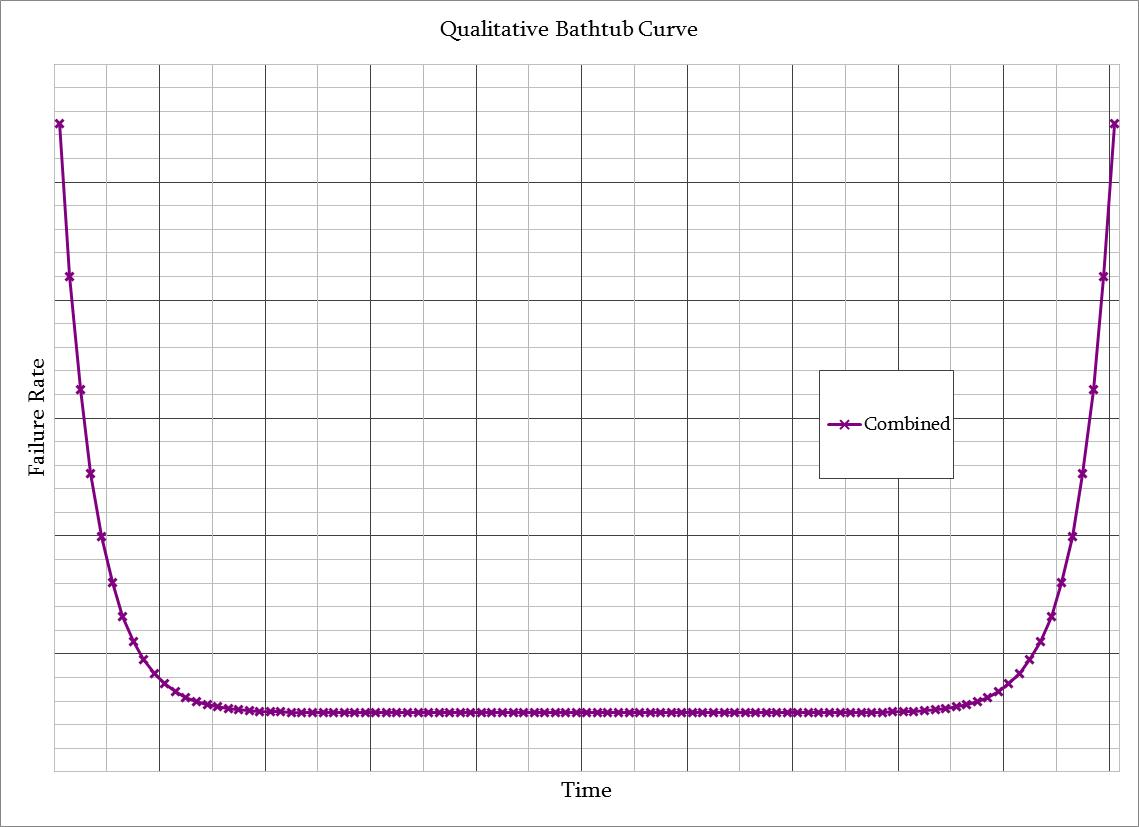 Qualitative Bathtub Curve
Failure Rate
Combined
Time